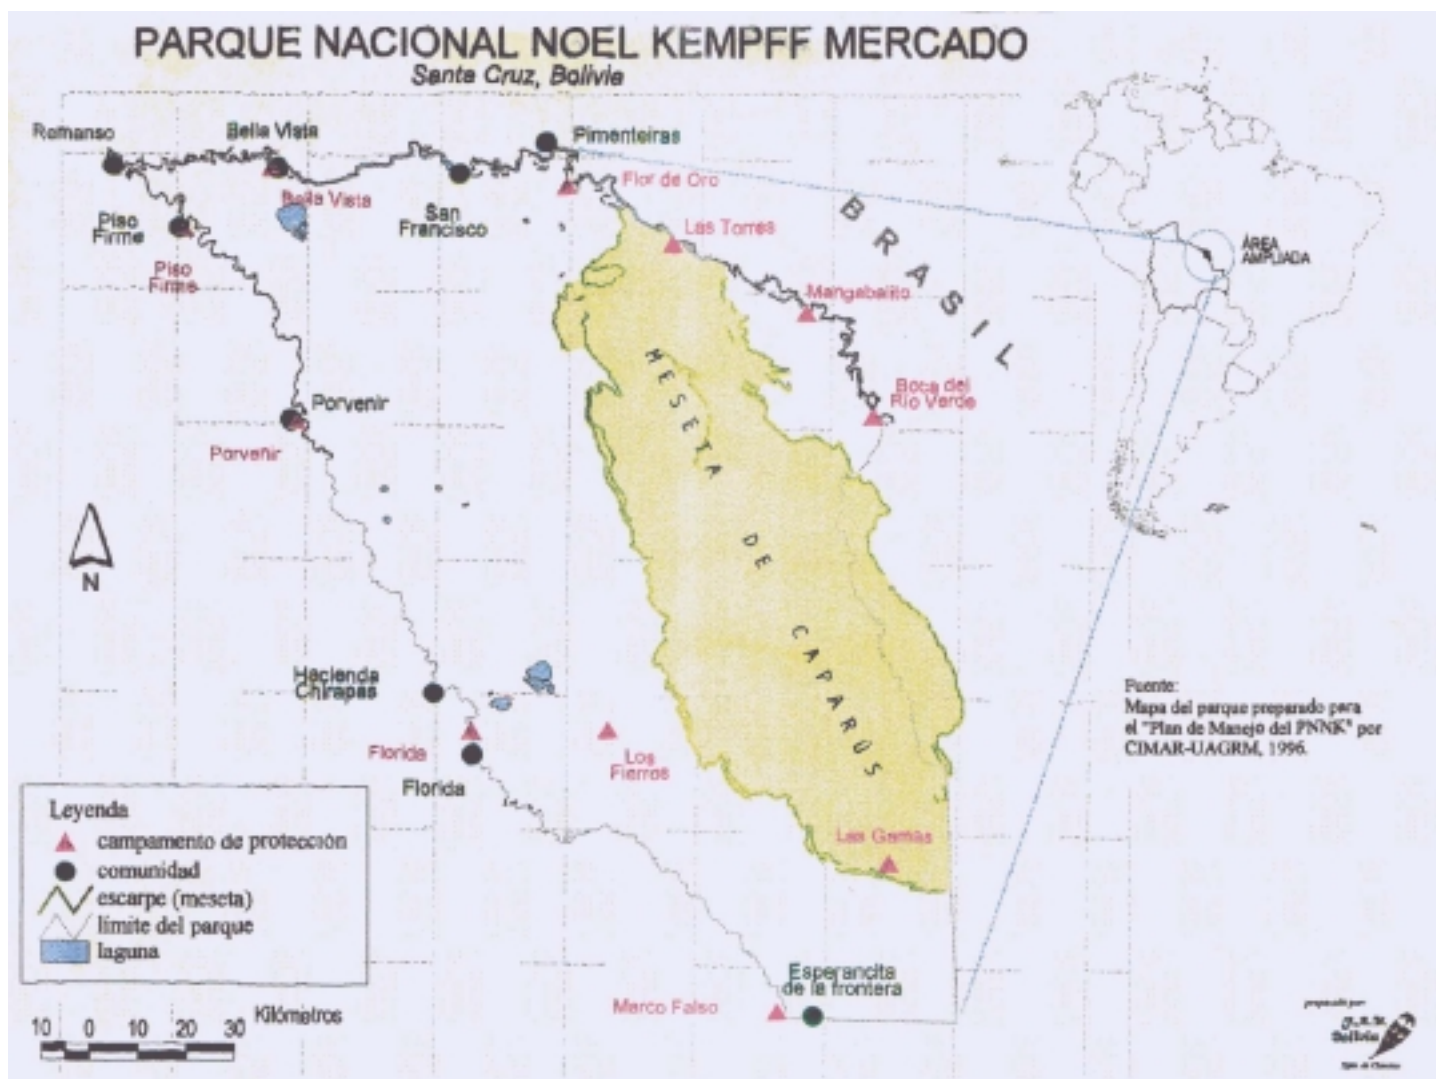 PARQUE NACIONAL NOEL KEMPFF MERCADO
Santa Cruz, Bolivia
Remanso
Bella Vista
Pimenteiras
Flor de Oro
Bella Vista
San
Francisco
Piso
Firme
Piso
Firme
Las Torres
BRASIL
ÁREA
AMPLIADA
Mangabalito
Boca del
Río Verde
Porvenir
Porvenir
MESETA DE CAPARÚS
N
Hacienda
Chirapas
Florida
Florida
Los
Fierros
Fuente:
Mapa del parque preparado para
el "Plan de Manejo del PNNK" por
CIMAR-UAGRM, 1996.
Las Gamas
Leyenda
campamento de protección
comunidad
escarpe (meseta)
límite del parque
laguna
Esperancita
de la frontera
Marco Falso
10 0 10 20 30 Kilómetros
preparado por:
Bolivia